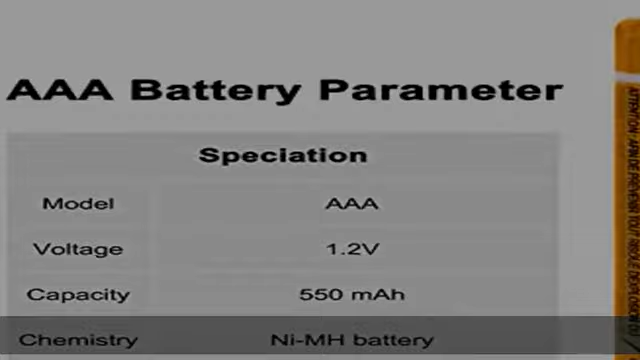 AAA Battery Parameter
Speciation
Model AAA
Voltage 1.2V
Capacity 550 mAh
Chemistry Ni-MH battery